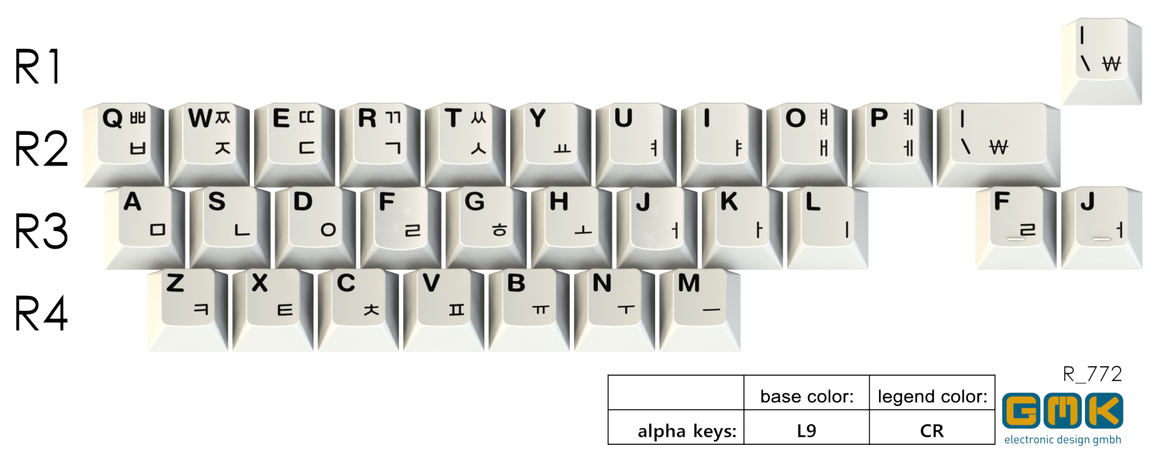 R1
|
\ ₩
R2
Q ㅃ W ㅉ E ㄸ R ㄲ T ㅆ Y U I O ㅒ P ㅖ |
ㅂ ㅈ ㄷ ㄱ ㅅ ㅛ ㅕ ㅑ ㅐ ㅔ \ ₩
R3
A S D F G H J K L F J
ㅁ ㄴ ㅇ ㄹ ㅎ ㅗ ㅓ ㅏ ㅣ ㄹ ㅓ
R4
Z X C V B N M
ㅋ ㅌ ㅊ ㅍ ㅠ ㅜ ㅡ
R_772
base color: legend color:
alpha keys: L9 CR
GMK
electronic design gmbh